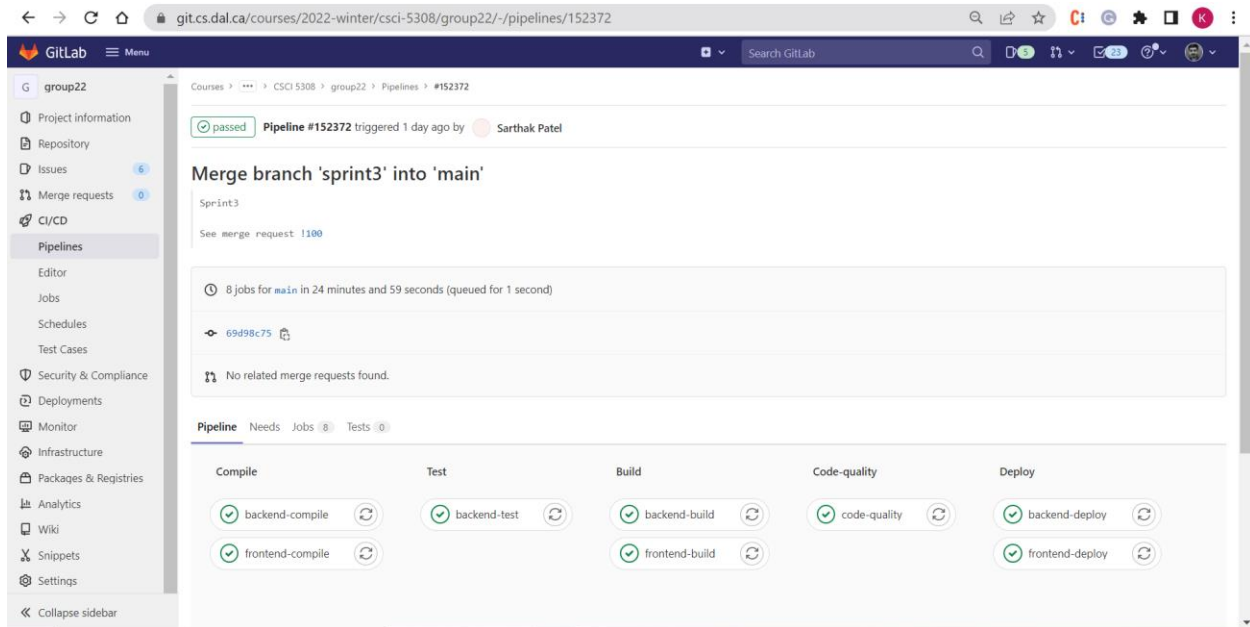 git.cs.dal.ca/courses/2022-winter/csci-5308/group22/-/pipelines/152372
K
GitLab Menu Search GitLab 5 23
G group22
Project information
Repository
Issues 6
Merge requests 0
CI/CD
Pipelines
Editor
Jobs
Schedules
Test Cases
Security & Compliance
Deployments
Monitor
Infrastructure
Packages & Registries
Analytics
Wiki
Snippets
Settings
Collapse sidebar
Courses > ••• > CSCI 5308 > group22 > Pipelines > #152372
passed Pipeline #152372 triggered 1 day ago by Sarthak Patel
Merge branch 'sprint3' into 'main'
Sprint3
See merge request !100
8 jobs for main in 24 minutes and 59 seconds (queued for 1 second)
69d98c75
No related merge requests found.
Pipeline Needs Jobs 8 Tests 0
Compile Test Build Code-quality Deploy
backend-compile backend-test backend-build code-quality backend-deploy
frontend-compile frontend-build frontend-deploy